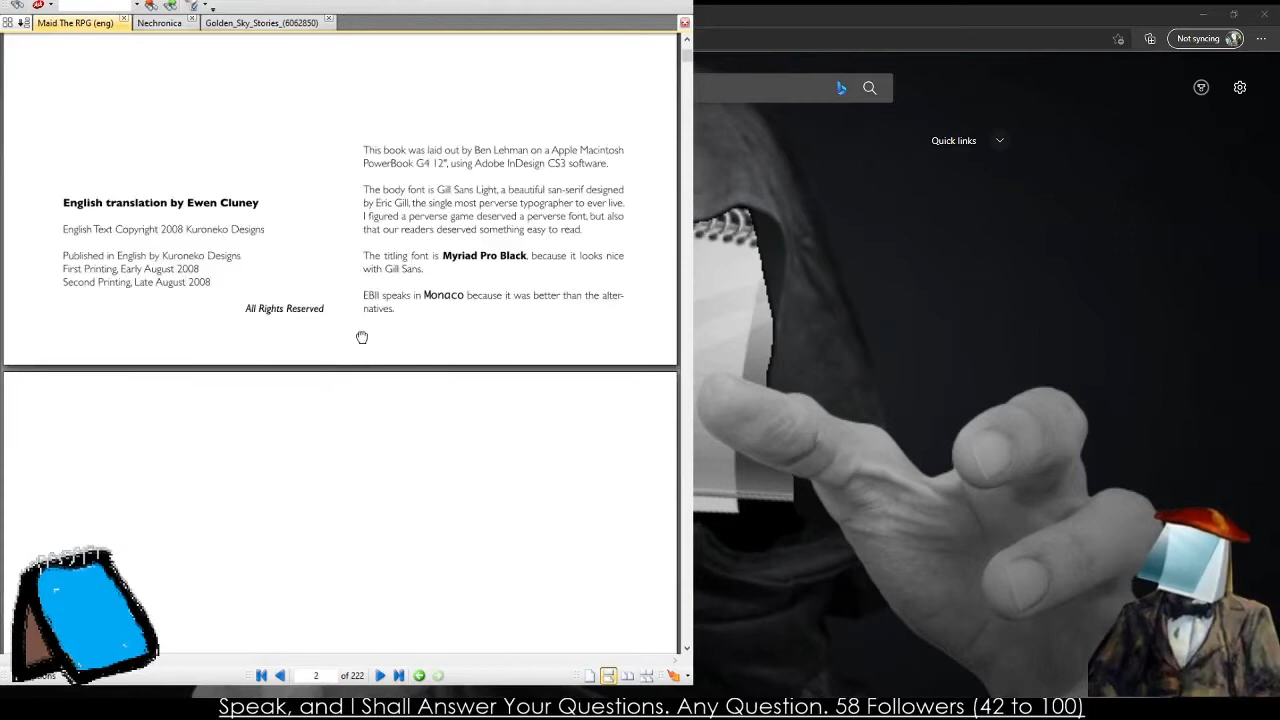 Maid The RPG (eng)
Nechronica
Golden_Sky_Stories_(6062850)
Not syncing
Quick links
English translation by Ewen Cluney
English Text Copyright 2008 Kuroneko Designs
Published in English by Kuroneko Designs
First Printing, Early August 2008
Second Printing, Late August 2008
All Rights Reserved
This book was laid out by Ben Lehman on a Apple Macintosh
PowerBook G4 12", using Adobe InDesign CS3 software.
The body font is Gill Sans Light, a beautiful san-serif designed
by Eric Gill, the single most perverse typographer to ever live.
I figured a perverse game deserved a perverse font, but also
that our readers deserved something easy to read.
The titling font is Myriad Pro Black, because it looks nice
with Gill Sans.
EBII speaks in Monaco because it was better than the alter-
natives.
2 of 222
Speak, and I Shall Answer Your Questions. Any Question. 58 Followers (42 to 100)